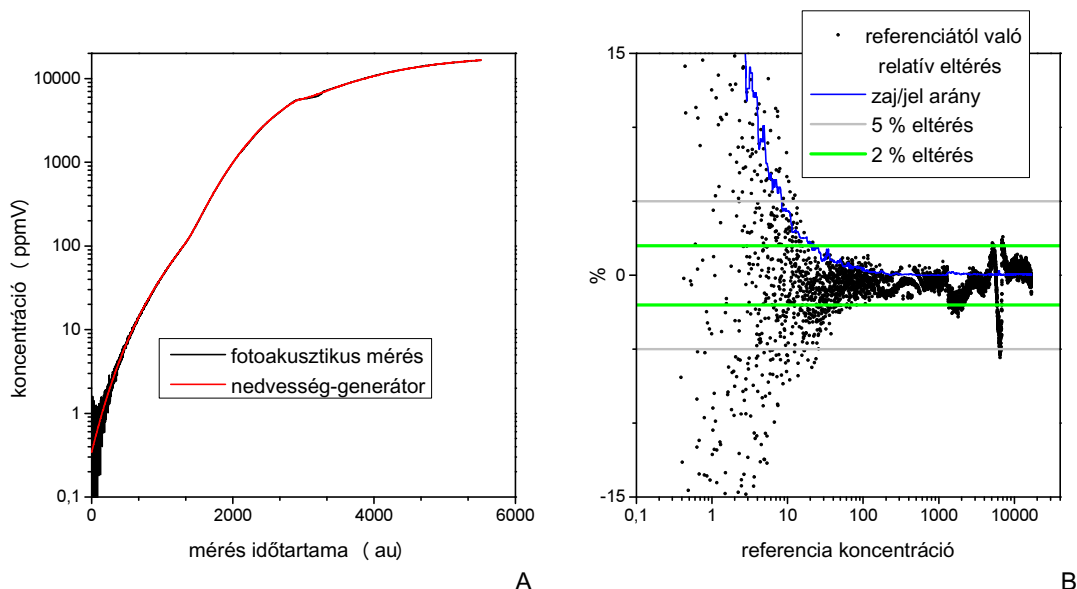 10000
1000
100
10
1
0,1
koncentráció ( ppmV)
fotoakusztikus mérés
nedvesség-generátor
0
2000
4000
6000
mérés időtartama ( au)
A
15
0
-15
%
referenciától való
relatív eltérés
zaj/jel arány
5 % eltérés
2 % eltérés
0,1
1
10
100
1000
10000
referencia koncentráció
B